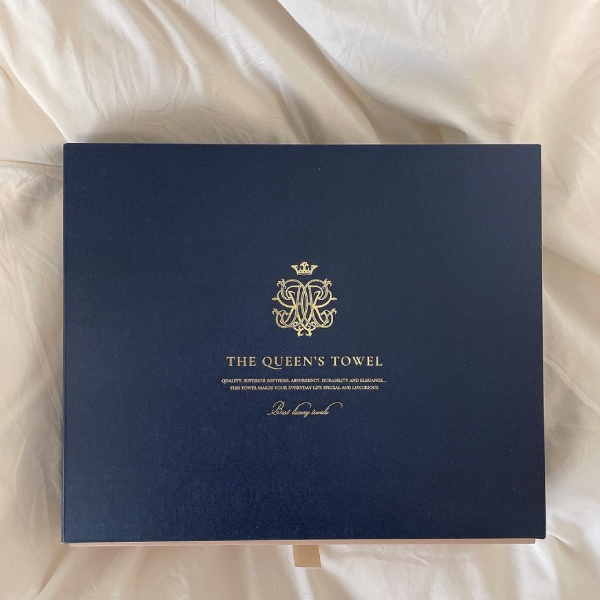 THE QUEEN'S TOWEL
QUALITY, SUPERIOR SOFTNESS, ABSORBENCY, DURABILITY AND ELEGANCE...
THIS TOWEL MAKES YOUR EVERYDAY LIFE SPECIAL AND LUXURIOUS
Best luxury towels